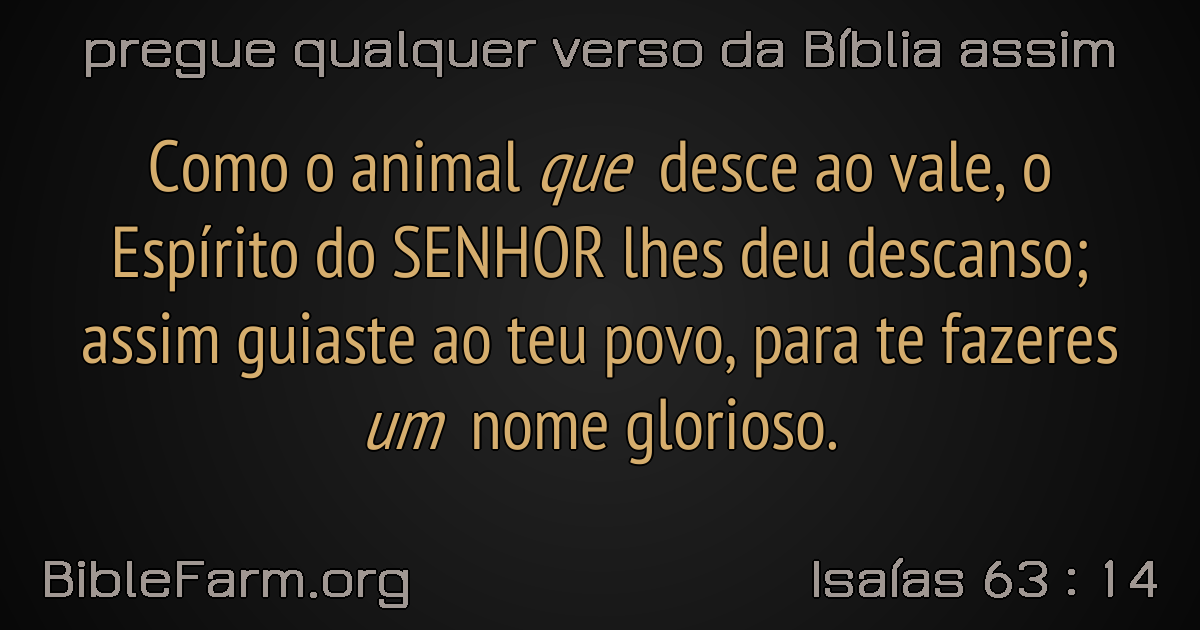 pregue qualquer verso da Bíblia assim
Como o animal que desce ao vale, o
Espírito do SENHOR lhes deu descanso;
assim guiaste ao teu povo, para te fazeres
um nome glorioso.
BibleFarm.org
Isaías 63 : 14